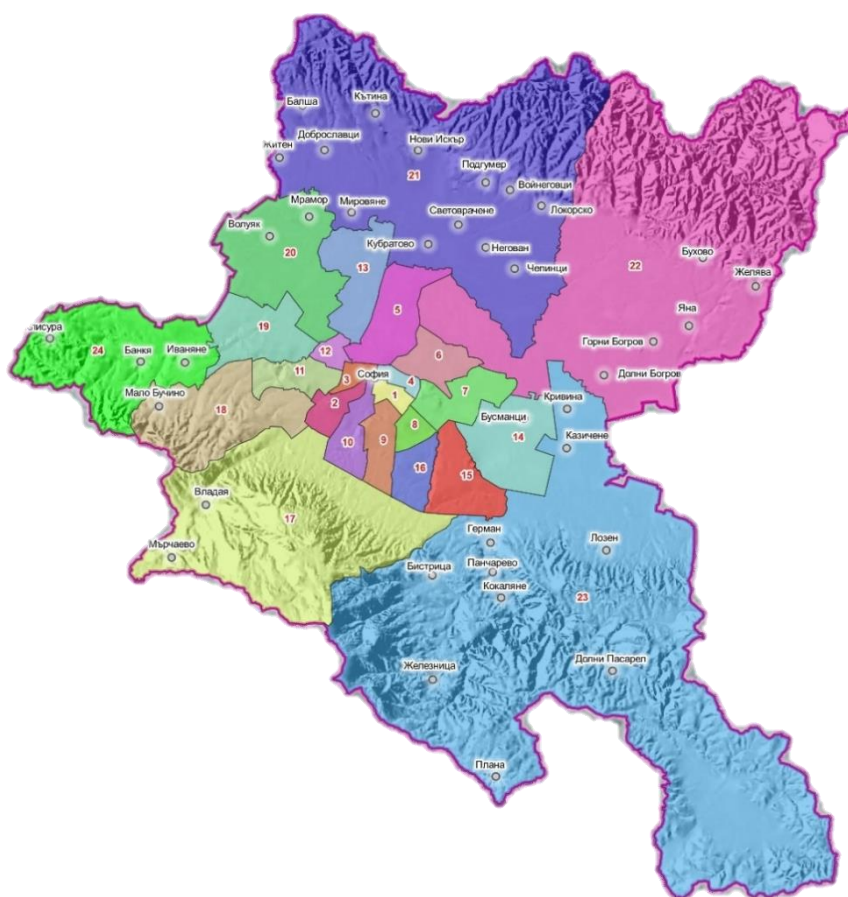 Балша
Кътина
Доброславци
Житен
Нови Искър
21
Подгумер
Войнеговци
Локорско
Мрамор
Мировяне
Световрачене
Волуяк
20
Кубратово
Негован
13
Чепинци
22
Бухово
Желява
5
Яна
19
24
Банкя
Иваняне
12
6
Горни Богров
11
3
София
4
7
Долни Богров
Мало Бучино
18
2
1
Кривина
8
Бусманци
14
10
9
Казичене
16
15
Владая
17
Герман
Лозен
Мърчаево
Бистрица
Панчарево
Кокаляне
23
Железница
Долни Пасарел
Плана